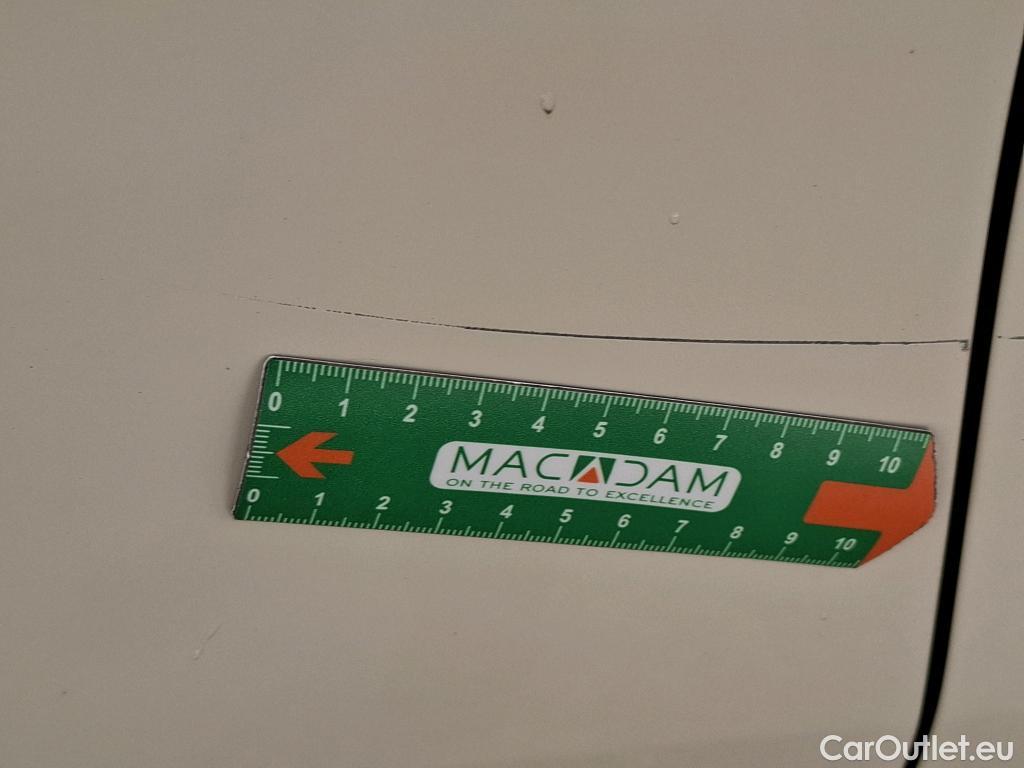 0 1 2 3 4 5 6 7 8 9 10
MACADAM
ON THE ROAD TO EXCELLENCE
0 1 2 3 4 5 6 7 8 9 10
CarOutlet.eu